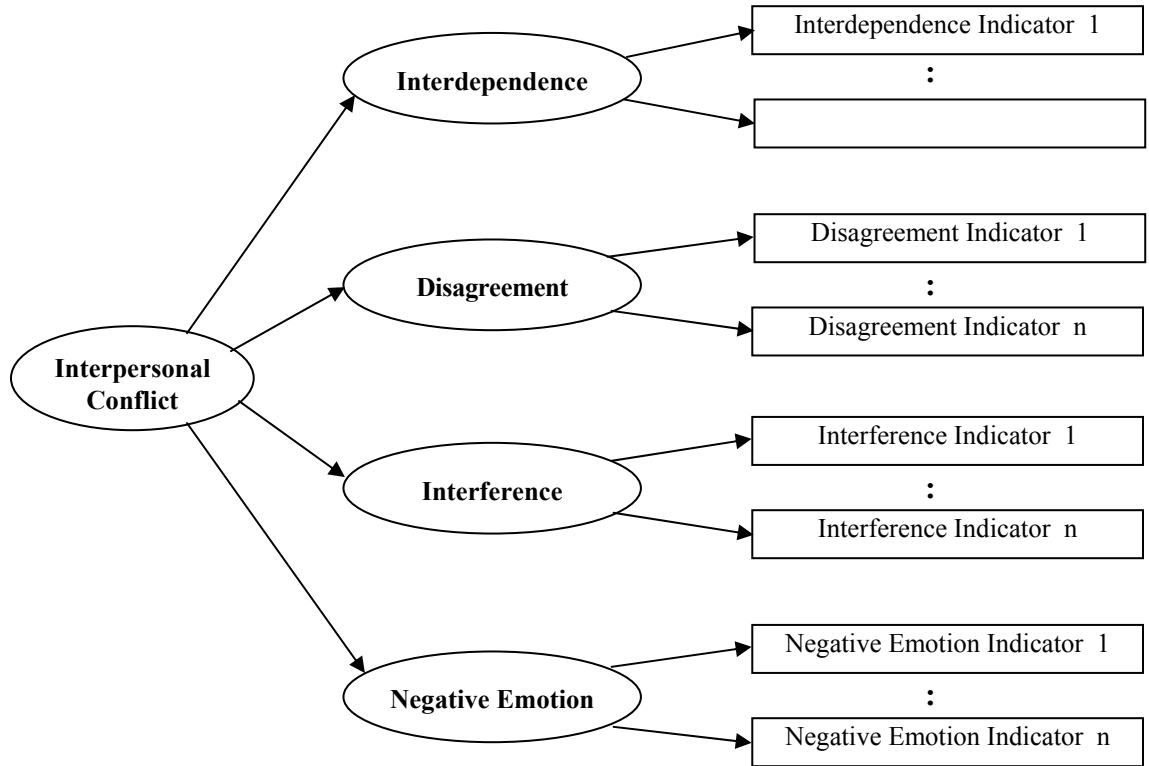 Interdependence Indicator 1
:
Interdependence
Disagreement Indicator 1
:
Disagreement
Disagreement Indicator n
Interpersonal
Conflict
Interference Indicator 1
:
Interference
Interference Indicator n
Negative Emotion Indicator 1
:
Negative Emotion
Negative Emotion Indicator n